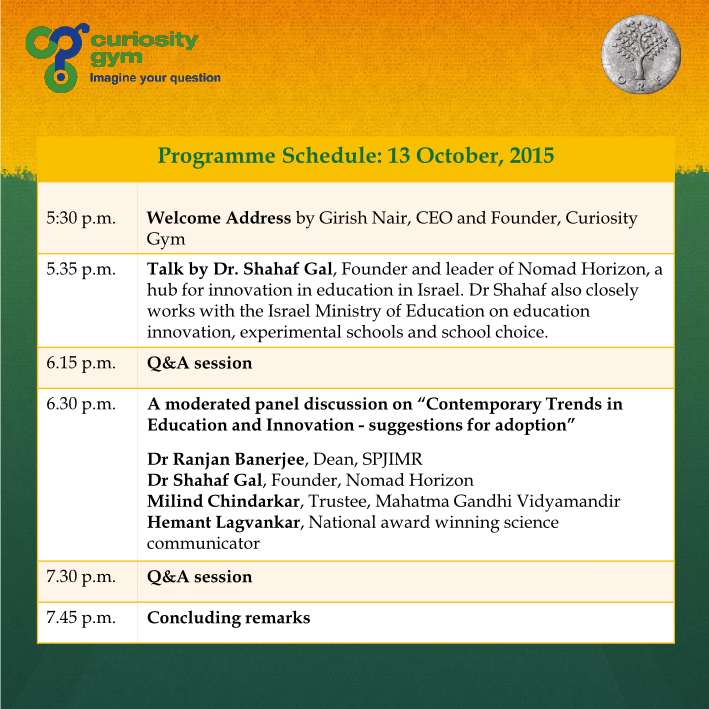 curiosity
gym
Imagine your question
O R F
Programme Schedule: 13 October, 2015
5:30 p.m. Welcome Address by Girish Nair, CEO and Founder, Curiosity
Gym
5.35 p.m. Talk by Dr. Shahaf Gal, Founder and leader of Nomad Horizon, a
hub for innovation in education in Israel. Dr Shahaf also closely
works with the Israel Ministry of Education on education
innovation, experimental schools and school choice.
6.15 p.m. Q&A session
6.30 p.m. A moderated panel discussion on “Contemporary Trends in
Education and Innovation - suggestions for adoption”
Dr Ranjan Banerjee, Dean, SPJIMR
Dr Shahaf Gal, Founder, Nomad Horizon
Milind Chindarkar, Trustee, Mahatma Gandhi Vidyamandir
Hemant Lagvankar, National award winning science
communicator
7.30 p.m. Q&A session
7.45 p.m. Concluding remarks